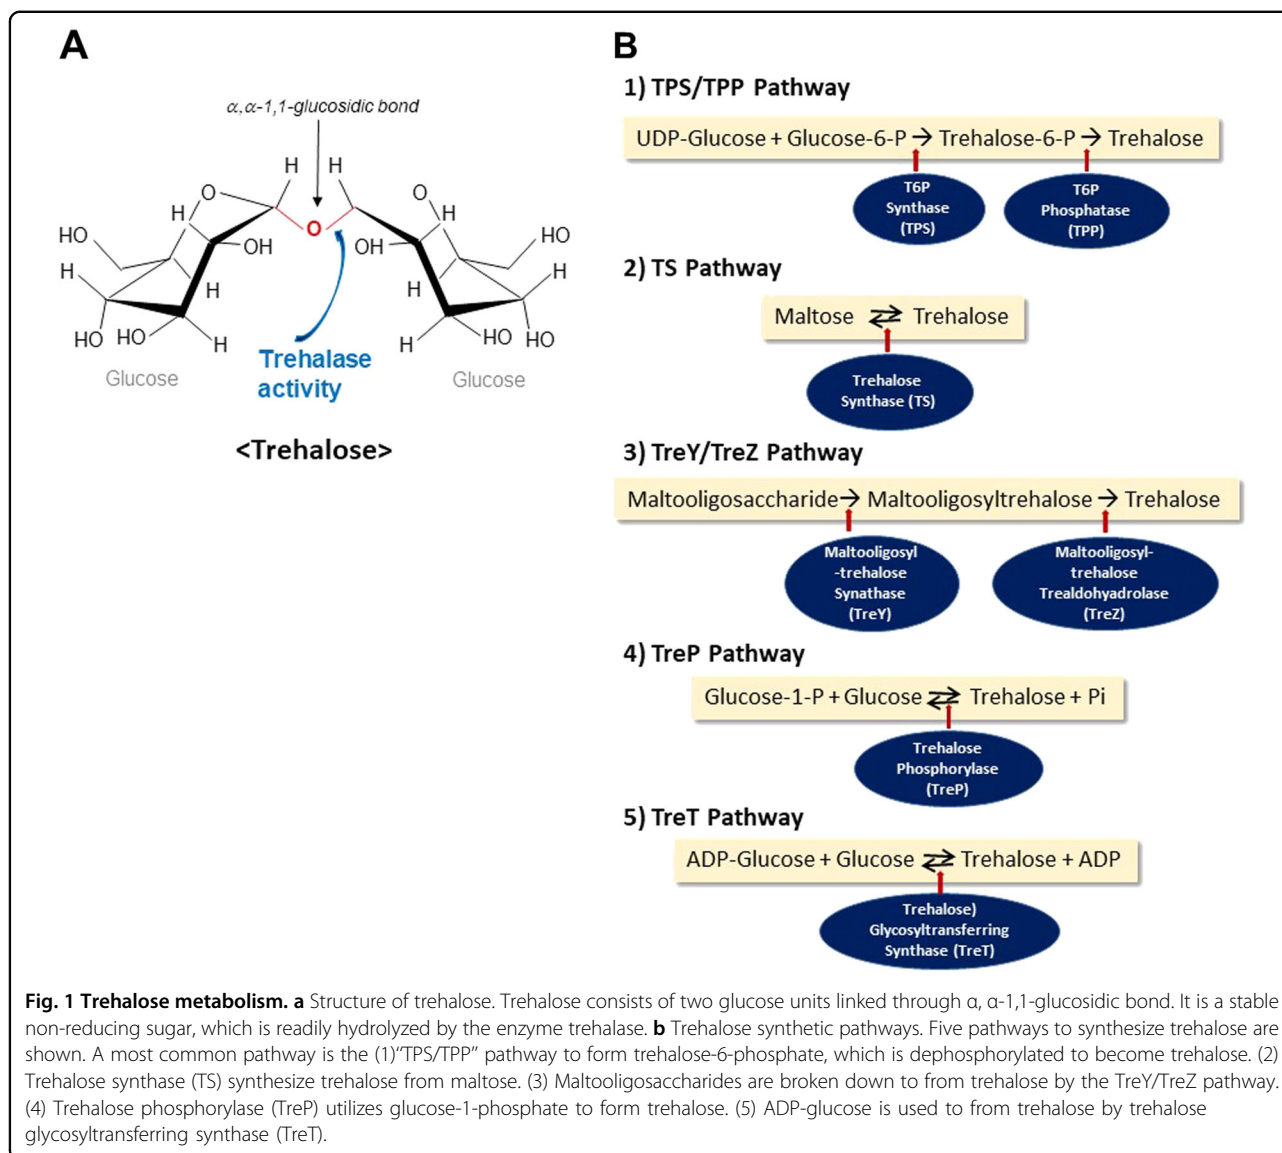 A
α,α-1,1-glucosidic bond
H H
O O
H H
HO O HO
OH OH
H H
H H
HO HO HO HO
H H
Trehalase
activity
Glucose Glucose
<Trehalose>
B
1) TPS/TPP Pathway
UDP-Glucose + Glucose-6-P → Trehalose-6-P → Trehalose
T6P
Synthase
(TPS)
T6P
Phosphatase
(TPP)
2) TS Pathway
Maltose ⇄ Trehalose
Trehalose
Synthase (TS)
3) TreY/TreZ Pathway
Maltooligosaccharide → Maltooligosyltrehalose → Trehalose
Maltooligosyl
-trehalose
Synathase
(TreY)
Maltooligosyl-
trehalose
Trealdohyadrolase
(TreZ)
4) TreP Pathway
Glucose-1-P + Glucose ⇄ Trehalose + Pi
Trehalose
Phosphorylase
(TreP)
5) TreT Pathway
ADP-Glucose + Glucose ⇄ Trehalose + ADP
Trehalose)
Glycosyltransferring
Synthase (TreT)
Fig. 1 Trehalose metabolism. a Structure of trehalose. Trehalose consists of two glucose units linked through α, α-1,1-glucosidic bond. It is a stable
non-reducing sugar, which is readily hydrolyzed by the enzyme trehalase. b Trehalose synthetic pathways. Five pathways to synthesize trehalose are
shown. A most common pathway is the (1)“TPS/TPP” pathway to form trehalose-6-phosphate, which is dephosphorylated to become trehalose. (2)
Trehalose synthase (TS) synthesize trehalose from maltose. (3) Maltooligosaccharides are broken down to from trehalose by the TreY/TreZ pathway.
(4) Trehalose phosphorylase (TreP) utilizes glucose-1-phosphate to form trehalose. (5) ADP-glucose is used to from trehalose by trehalose
glycosyltransferring synthase (TreT).